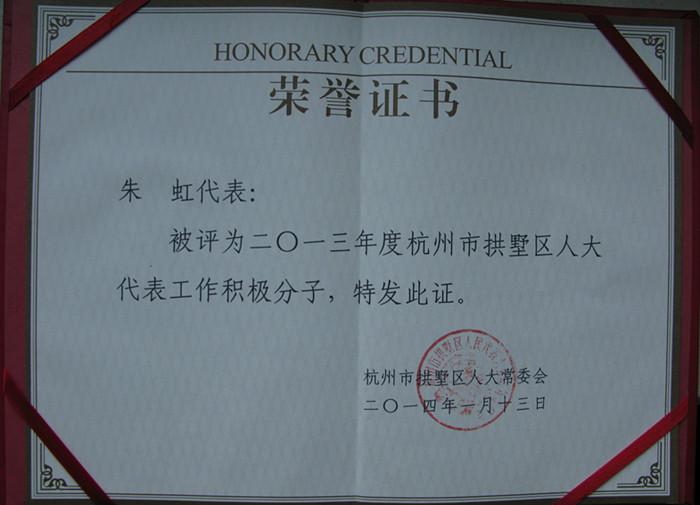 HONORARY CREDENTIAL
荣誉证书
朱 虹代表：
被评为二〇一三年度杭州市拱墅区人大
代表工作积极分子，特发此证。
杭州市拱墅区人大常委会
二〇一四年一月十三日